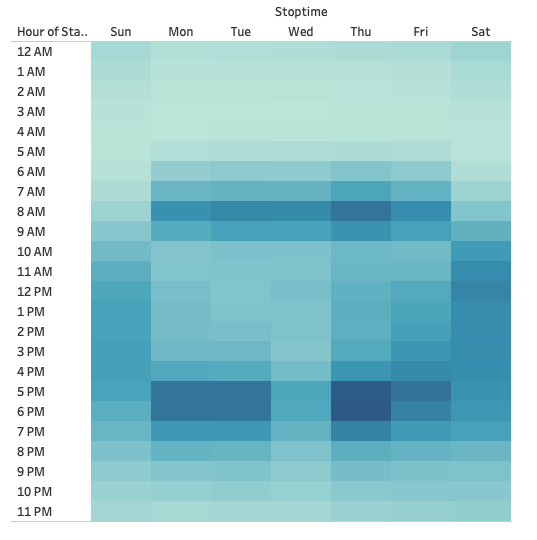 Stoptime
Hour of Sta.. Sun Mon Tue Wed Thu Fri Sat
12 AM
1 AM
2 AM
3 AM
4 AM
5 AM
6 AM
7 AM
8 AM
9 AM
10 AM
11 AM
12 PM
1 PM
2 PM
3 PM
4 PM
5 PM
6 PM
7 PM
8 PM
9 PM
10 PM
11 PM